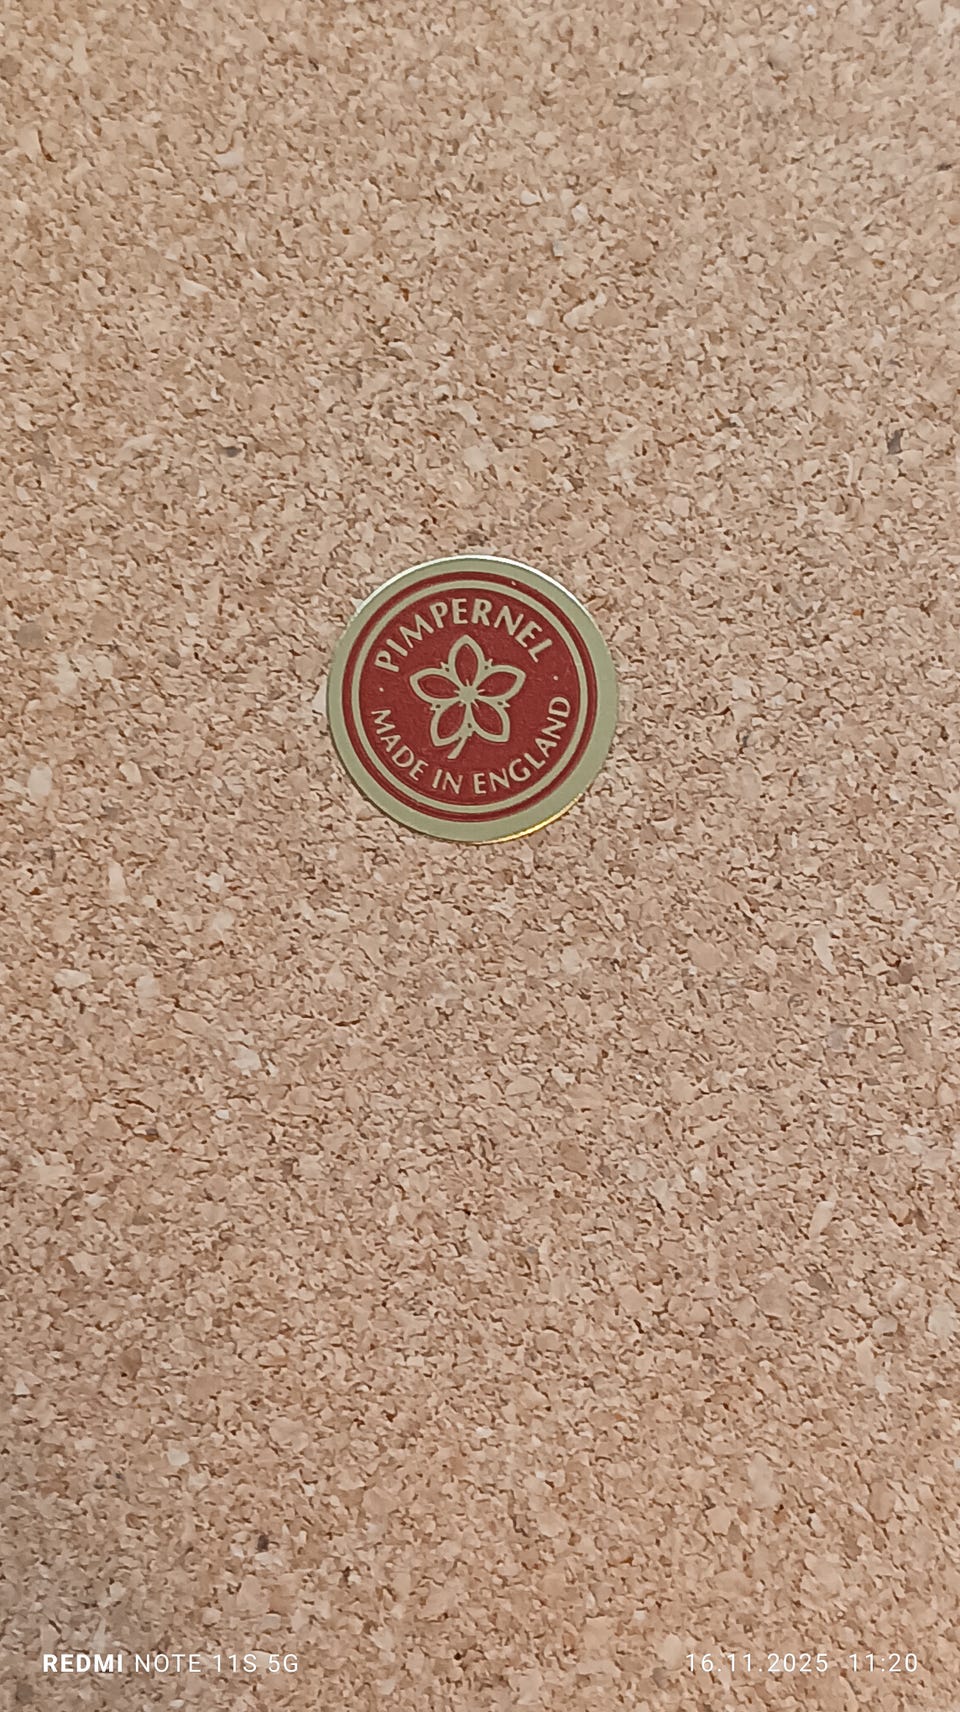 PIMPERNEL
MADE IN ENGLAND
REDMI NOTE 11S 5G
16.11.2025 11:20